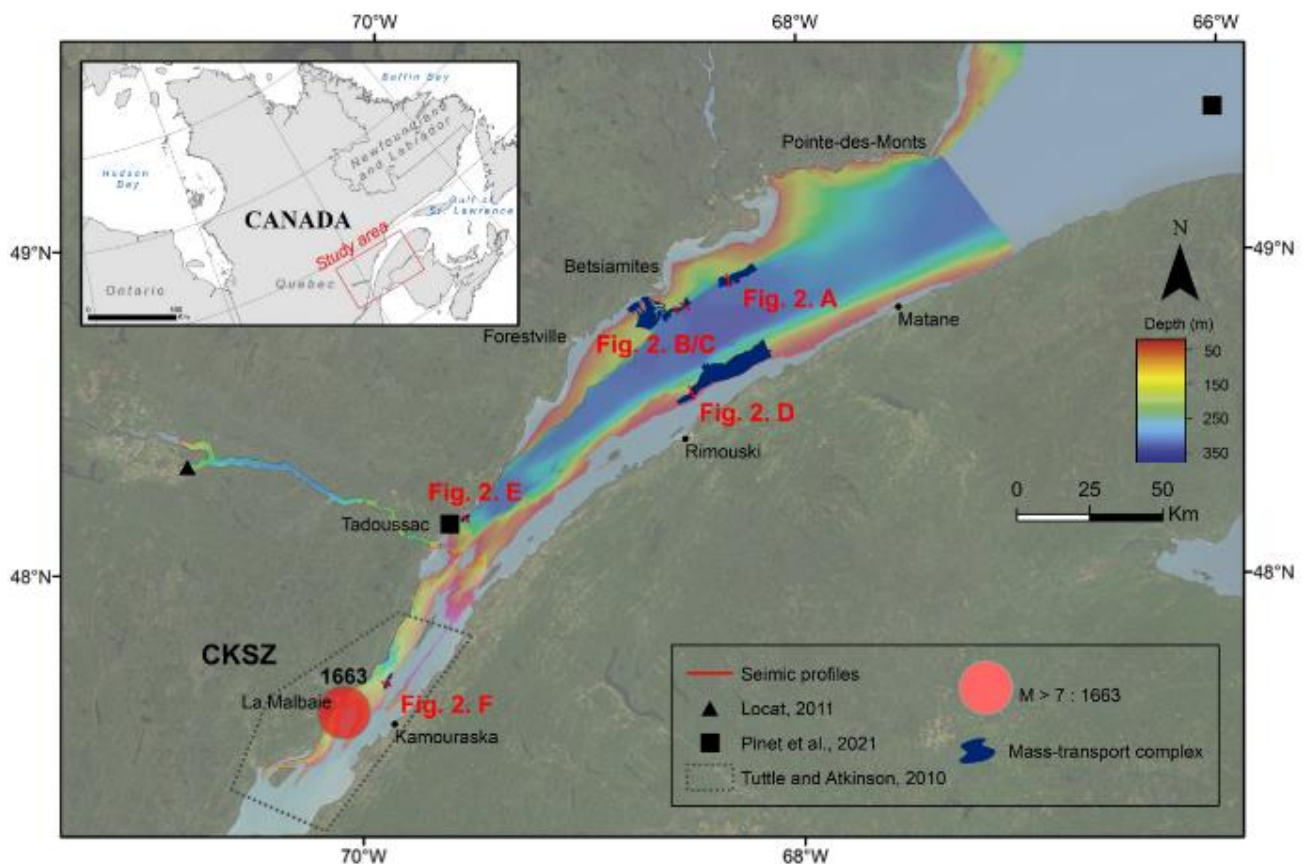 70°W
68°W
66°W
Baffin Bay
Newfoundland
and Labrador
Hudson
Bay
CANADA
Gulf of
St. Lawrence
Study area
Quebec
Ontario
Pointe-des-Monts
49°N
49°N
N
Betsiamites
Fig. 2. A
Matane
Depth (m)
50
150
250
350
Forestville
Fig. 2. B/C
Fig. 2. D
Rimouski
0
25
50
Km
Fig. 2. E
Tadoussac
48°N
48°N
CKSZ
1663
La Malbaie
Fig. 2. F
Kamouraska
Seimic profiles
Locat, 2011
Pinet et al., 2021
Tuttle and Atkinson, 2010
M > 7 : 1663
Mass-transport complex
70°W
68°W